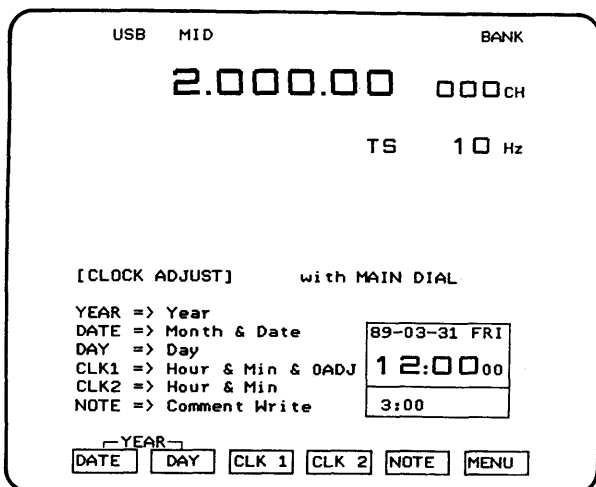 USB MID BANK
2.000.00 000CH
TS 10 Hz
[CLOCK ADJUST] with MAIN DIAL
YEAR => Year
DATE => Month & Date
DAY => Day
CLK1 => Hour & Min & 0ADJ
CLK2 => Hour & Min
NOTE => Comment Write
89-03-31 FRI
12:00 00
3:00
YEAR
DATE DAY CLK 1 CLK 2 NOTE MENU